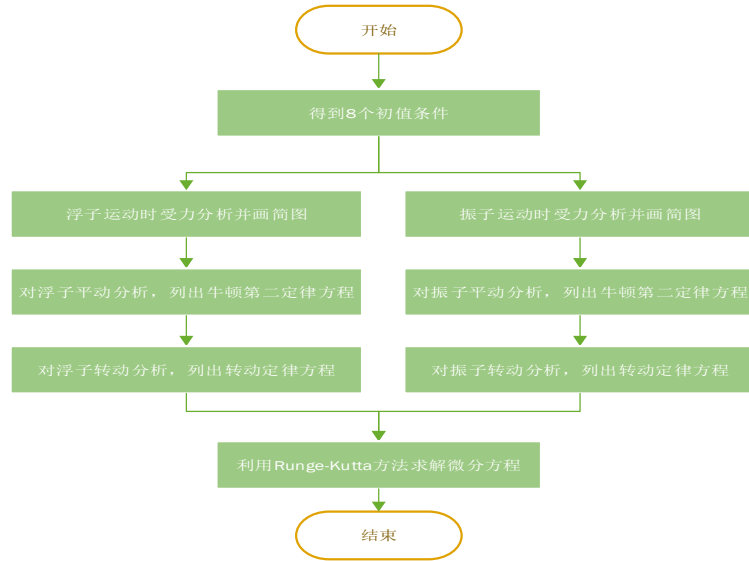 开始
得到8个初值条件
浮子运动时受力分析并画简图
振子运动时受力分析并画简图
对浮子平动分析，列出牛顿第二定律方程
对振子平动分析，列出牛顿第二定律方程
对浮子转动分析，列出转动定律方程
对振子转动分析，列出转动定律方程
利用Runge-Kutta方法求解微分方程
结束